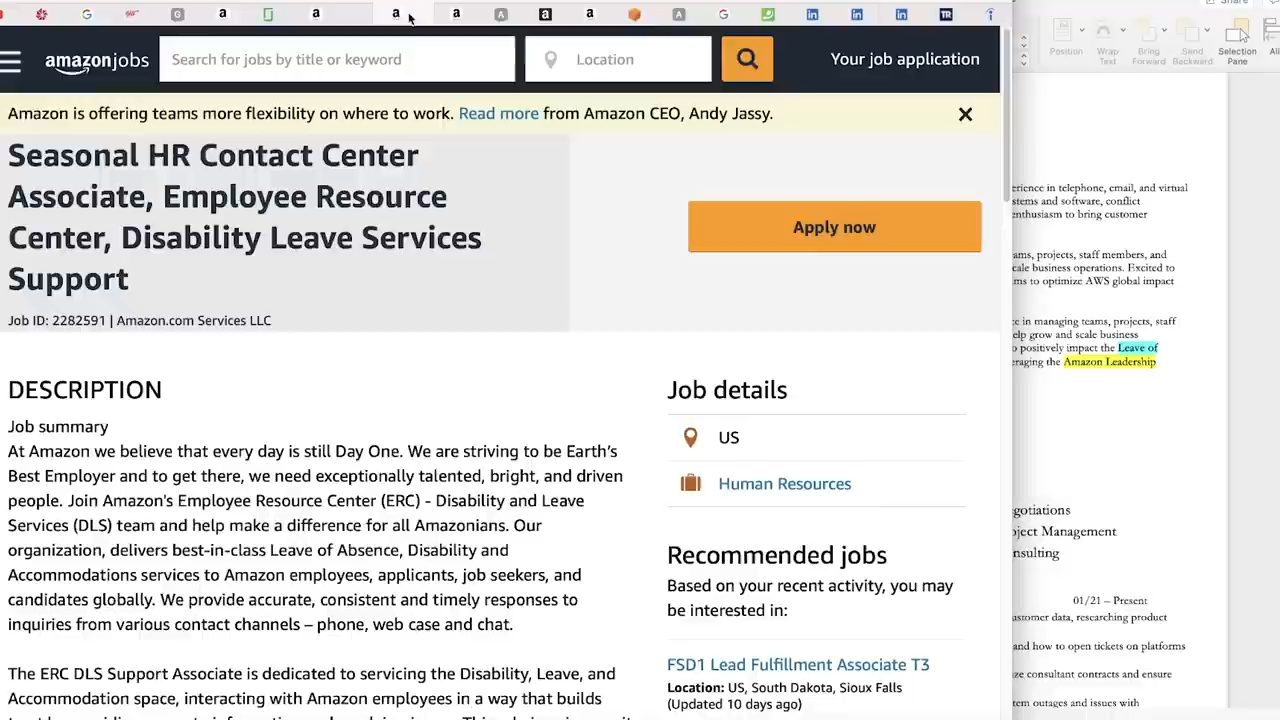 Share
Position
Wrap Text
Bring Forward
Send Backward
Selection Pane
amazonjobs
Search for jobs by title or keyword
Location
Your job application
Amazon is offering teams more flexibility on where to work. Read more from Amazon CEO, Andy Jassy.
Seasonal HR Contact Center
Associate, Employee Resource
Center, Disability Leave Services
Support
Job ID: 2282591 | Amazon.com Services LLC
Apply now
DESCRIPTION
Job summary
At Amazon we believe that every day is still Day One. We are striving to be Earth's
Best Employer and to get there, we need exceptionally talented, bright, and driven
people. Join Amazon's Employee Resource Center (ERC) - Disability and Leave
Services (DLS) team and help make a difference for all Amazonians. Our
organization, delivers best-in-class Leave of Absence, Disability and
Accommodations services to Amazon employees, applicants, job seekers, and
candidates globally. We provide accurate, consistent and timely responses to
inquiries from various contact channels – phone, web case and chat.
The ERC DLS Support Associate is dedicated to servicing the Disability, Leave, and
Accommodation space, interacting with Amazon employees in a way that builds
Job details
US
Human Resources
Recommended jobs
Based on your recent activity, you may
be interested in:
FSD1 Lead Fulfillment Associate T3
Location: US, South Dakota, Sioux Falls
(Updated 10 days ago)
in telephone, email, and virtual
and software, conflict
enthusiasm to bring customer
projects, staff members, and
business operations. Excited to
to optimize AWS global impact
in managing teams, projects, staff
grow and scale business
positively impact the Leave of
the Amazon Leadership
Management
01/21 – Present
data, researching product
and how to open tickets on platforms
consultant contracts and ensure
outages and issues with